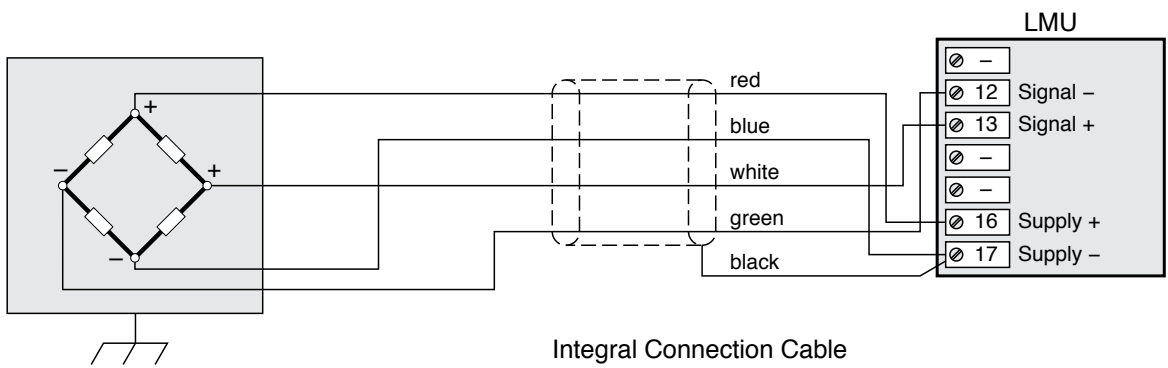 LMU
–
red
12 Signal –
+
blue
13 Signal +
–
–
+
white
–
green
16 Supply +
–
black
17 Supply –
Integral Connection Cable